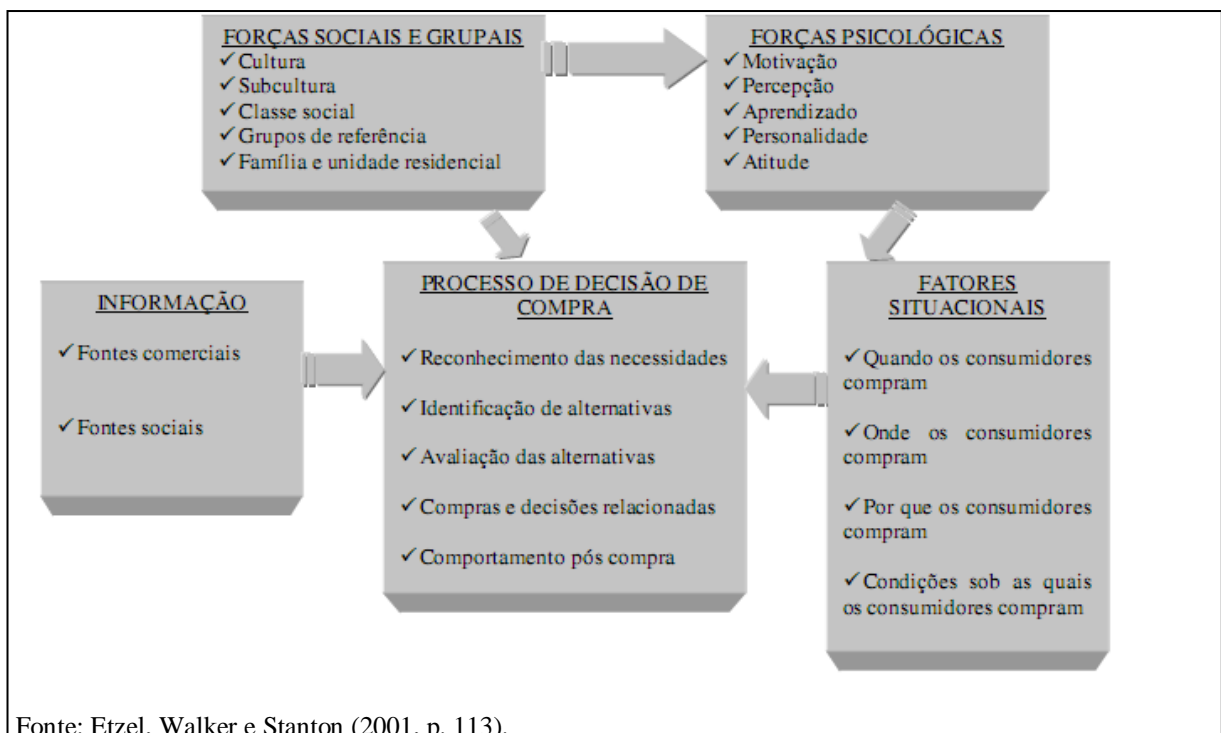 FORÇAS SOCIAIS E GRUPAIS
✓Cultura
✓Subcultura
✓Classe social
✓Grupos de referência
✓Família e unidade residencial
FORÇAS PSICOLÓGICAS
✓Motivação
✓Percepção
✓Aprendizado
✓Personalidade
✓Atitude
INFORMAÇÃO
✓Fontes comerciais
✓Fontes sociais
PROCESSO DE DECISÃO DE
COMPRA
✓Reconhecimento das necessidades
✓Identificação de alternativas
✓Avaliação das alternativas
✓Compras e decisões relacionadas
✓Comportamento pós compra
FATORES
SITUACIONAIS
✓Quando os consumidores
compram
✓Onde os consumidores
compram
✓Por que os consumidores
compram
✓Condições sob as quais
os consumidores compram
Fonte: Etzel, Walker e Stanton (2001, p. 113).